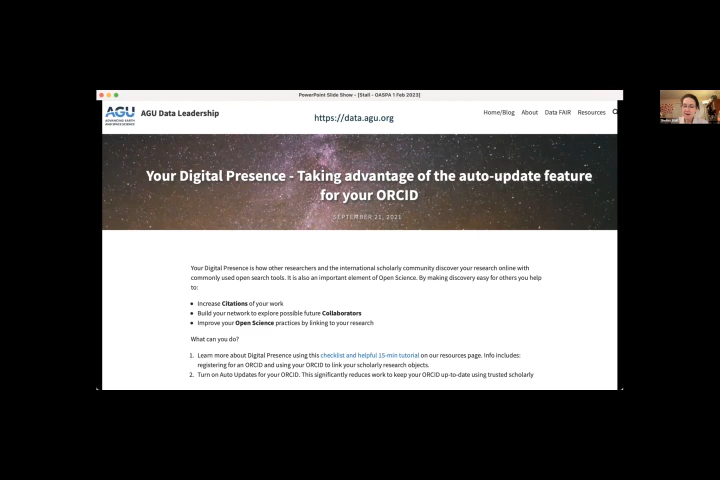 PowerPoint Slide Show - [Stall - OASPA 1 Feb 2023]
AGU
ADVANCING EARTH
AND SPACE SCIENCE
AGU Data Leadership
https://data.agu.org
Home/Blog About Data FAIR Resources
Your Digital Presence - Taking advantage of the auto-update feature
for your ORCID
SEPTEMBER 21, 2021
Your Digital Presence is how other researchers and the international scholarly community discover your research online with
commonly used open search tools. It is also an important element of Open Science. By making discovery easy for others you help
to:
• Increase Citations of your work
• Build your network to explore possible future Collaborators
• Improve your Open Science practices by linking to your research
What can you do?
1. Learn more about Digital Presence using this checklist and helpful 15-min tutorial on our resources page. Info includes:
registering for an ORCID and using your ORCID to link your scholarly research objects.
2. Turn on Auto Updates for your ORCID. This significantly reduces work to keep your ORCID up-to-date using trusted scholarly